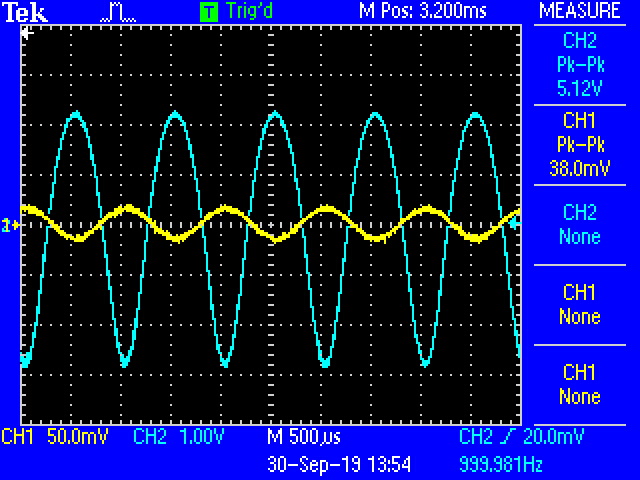 Tek T Trig'd M Pos: 3.200ms MEASURE
CH2
Pk-Pk
5.12V
CH1
Pk-Pk
38.0mV
CH2
None
CH1
None
CH1
None
CH1 50.0mV CH2 1.00V M 500µs CH2 20.0mV
30-Sep-19 13:54 999.981Hz